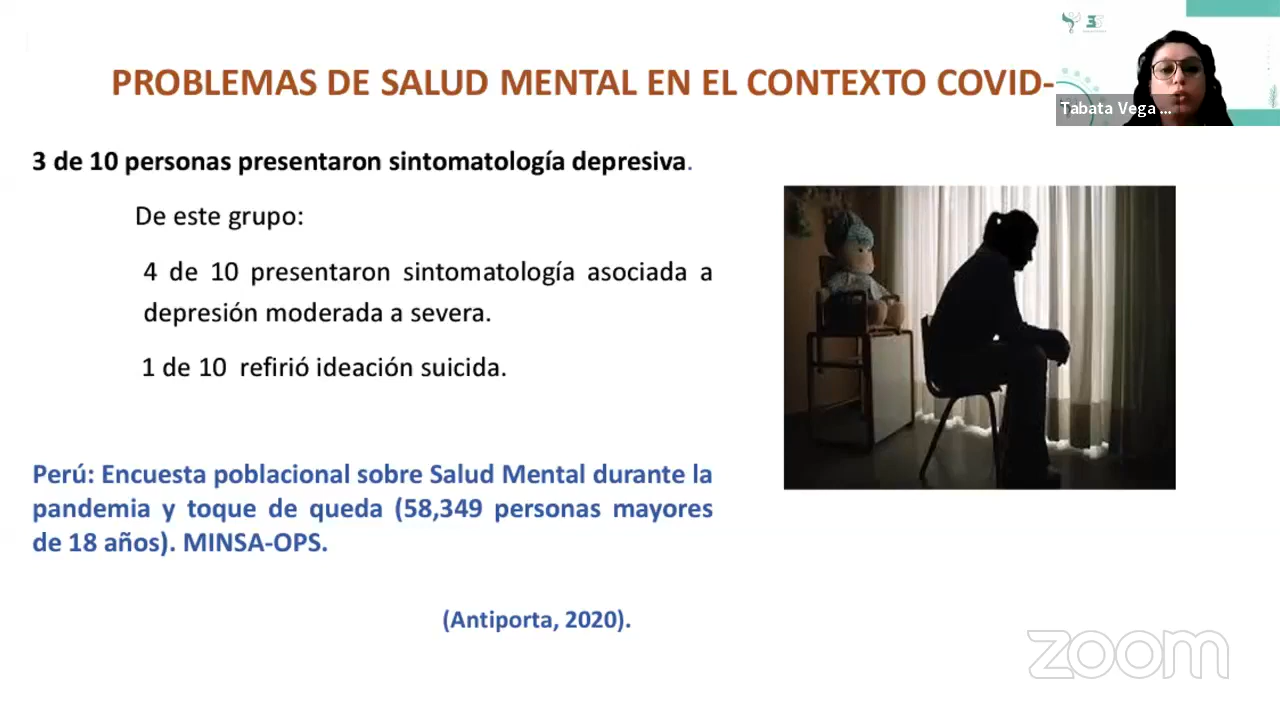 PROBLEMAS DE SALUD MENTAL EN EL CONTEXTO COVID-
Tabata Vega ...
3 de 10 personas presentaron sintomatología depresiva.
De este grupo:
4 de 10 presentaron sintomatología asociada a
depresión moderada a severa.
1 de 10 refirió ideación suicida.
Perú: Encuesta poblacional sobre Salud Mental durante la
pandemia y toque de queda (58,349 personas mayores
de 18 años). MINSA-OPS.
(Antiporta, 2020).
zoom